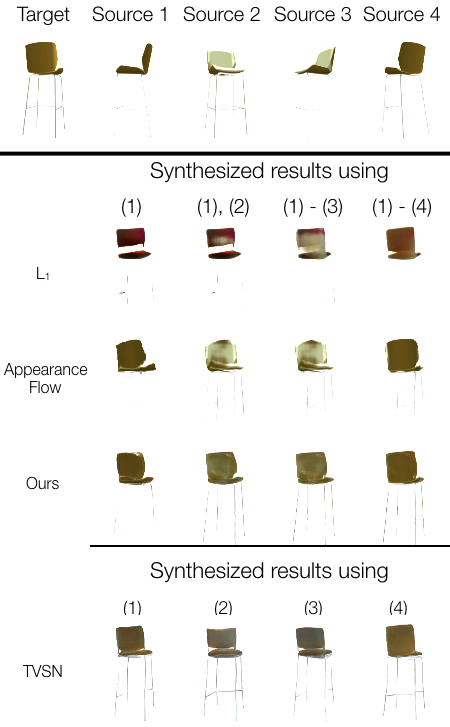 Target Source 1 Source 2 Source 3 Source 4
Synthesized results using
(1) (1), (2) (1) - (3) (1) - (4)
L₁
Appearance
Flow
Ours
Synthesized results using
(1) (2) (3) (4)
TVSN